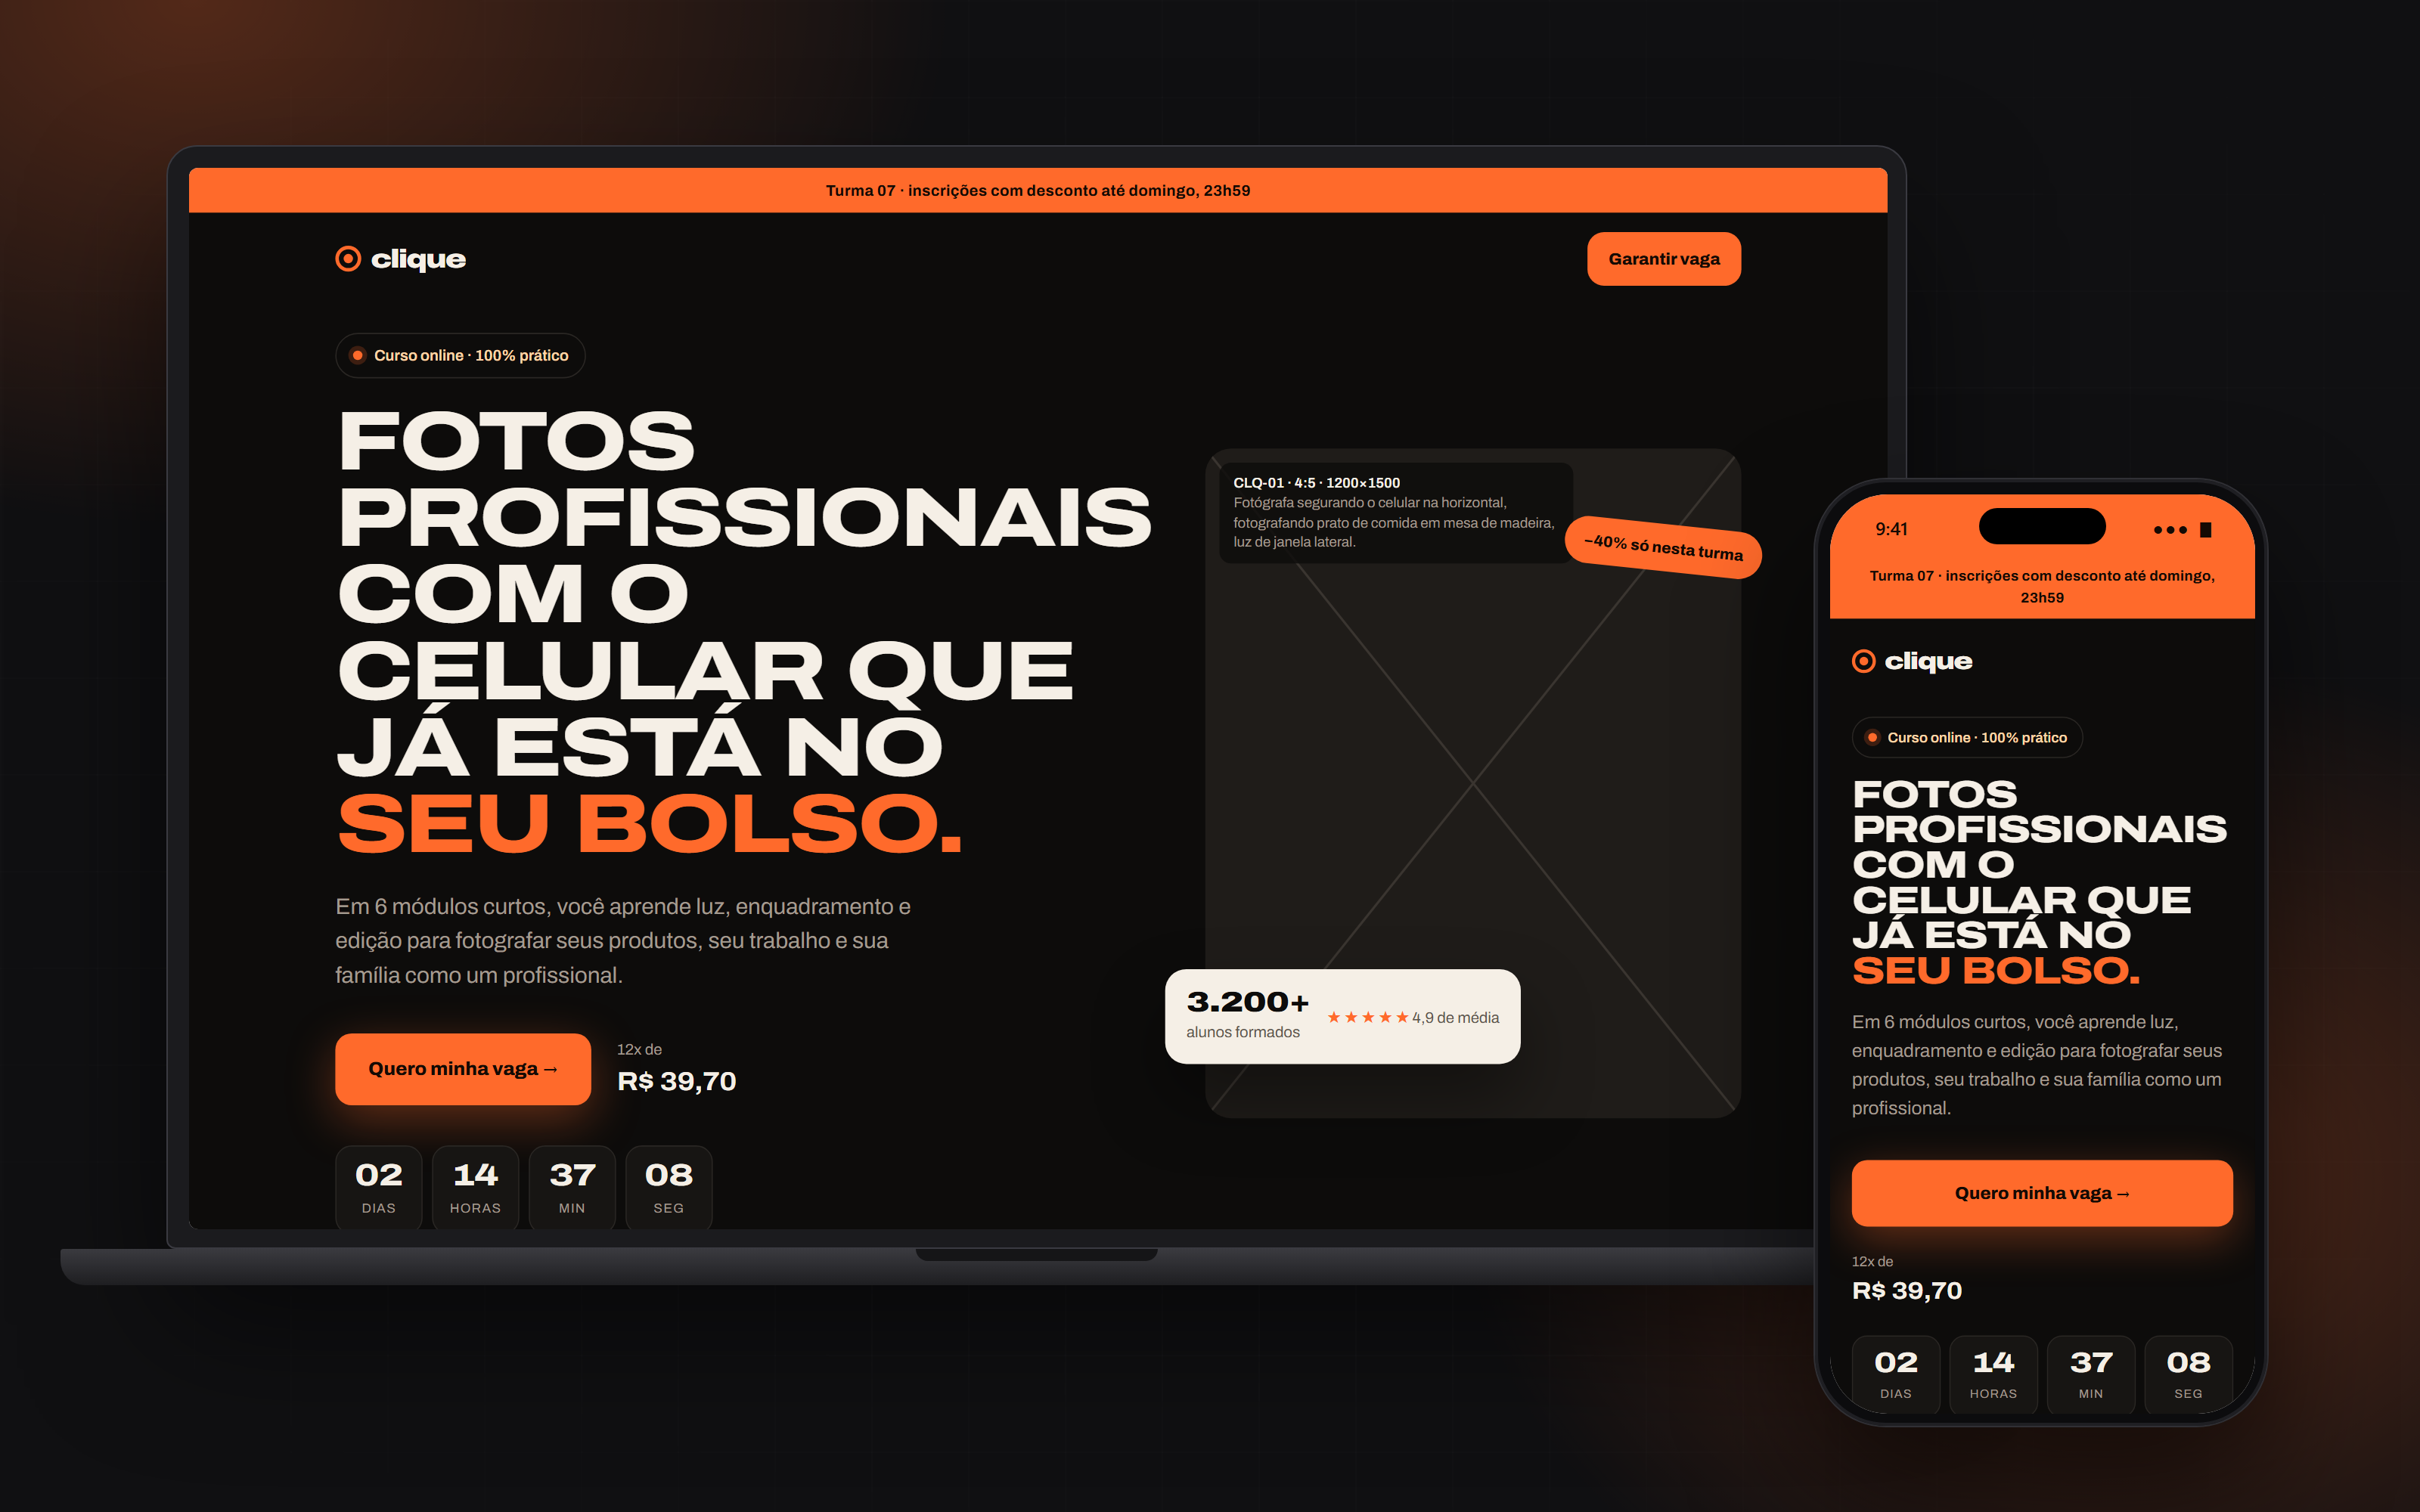 Turma 07 · inscrições com desconto até domingo, 23h59
clique
Garantir vaga
Curso online · 100% prático
FOTOS
PROFISSIONAIS
COM O
CELULAR QUE
JÁ ESTÁ NO
SEU BOLSO.
Em 6 módulos curtos, você aprende luz, enquadramento e
edição para fotografar seus produtos, seu trabalho e sua
família como um profissional.
Quero minha vaga →
12x de
R$ 39,70
02
DIAS
14
HORAS
37
MIN
08
SEG
CLQ-01 · 4:5 · 1200×1500
Fotógrafa segurando o celular na horizontal,
fotografando prato de comida em mesa de madeira,
luz de janela lateral.
−40% só nesta turma
3.200+
alunos formados
★★★★★ 4,9 de média
9:41
Turma 07 · inscrições com desconto até domingo,
23h59
clique
Curso online · 100% prático
FOTOS
PROFISSIONAIS
COM O
CELULAR QUE
JÁ ESTÁ NO
SEU BOLSO.
Em 6 módulos curtos, você aprende luz,
enquadramento e edição para fotografar seus
produtos, seu trabalho e sua família como um
profissional.
Quero minha vaga →
12x de
R$ 39,70
02
DIAS
14
HORAS
37
MIN
08
SEG